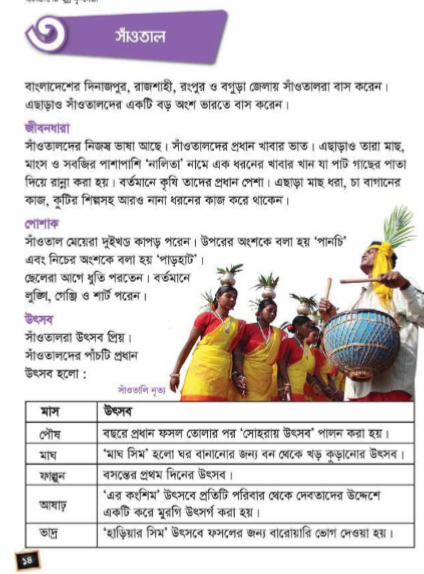 ৩
সাঁওতাল
বাংলাদেশের দিনাজপুর, রাজশাহী, রংপুর ও বগুড়া জেলায় সাঁওতালরা বাস করেন।
এছাড়াও সাঁওতালদের একটি বড় অংশ ভারতে বাস করেন।
জীবনধারা
সাঁওতালদের নিজস্ব ভাষা আছে। সাঁওতালদের প্রধান খাবার ভাত। এছাড়াও তারা মাছ,
মাংস ও সবজির পাশাপাশি ‘নালিতা’ নামে এক ধরনের খাবার খান যা পাট গাছের পাতা
দিয়ে রান্না করা হয়। বর্তমানে কৃষি তাদের প্রধান পেশা। এছাড়া মাছ ধরা, চা বাগানের
কাজ, কুটির শিল্পসহ আরও নানা ধরনের কাজ করে থাকেন।
পোশাক
সাঁওতাল মেয়েরা দুইখন্ড কাপড় পরেন। উপরের অংশকে বলা হয় ‘পানচি’
এবং নিচের অংশকে বলা হয় ‘পাড়হাট’।
ছেলেরা আগে ধুতি পরতেন। বর্তমানে
লুঙ্গি, গেঞ্জি ও শার্ট পরেন।
উৎসব
সাঁওতালরা উৎসব প্রিয়।
সাঁওতালদের পাঁচটি প্রধান
উৎসব হলো :
সাঁওতালি নৃত্য
মাস উৎসব
পৌষ বছরে প্রধান ফসল তোলার পর ‘সোহরায় উৎসব’ পালন করা হয়।
মাঘ ‘মাঘ সিম’ হলো ঘর বানানোর জন্য বন থেকে খড় কুড়ানোর উৎসব।
ফাল্গুন বসন্তের প্রথম দিনের উৎসব।
আষাঢ় ‘এর কংশিম’ উৎসবে প্রতিটি পরিবার থেকে দেবতাদের উদ্দেশে
একটি করে মুরগি উৎসর্গ করা হয়।
ভাদ্র ‘হাড়িয়ার সিম’ উৎসবে ফসলের জন্য বারোয়ারি ভোগ দেওয়া হয়।
১৪